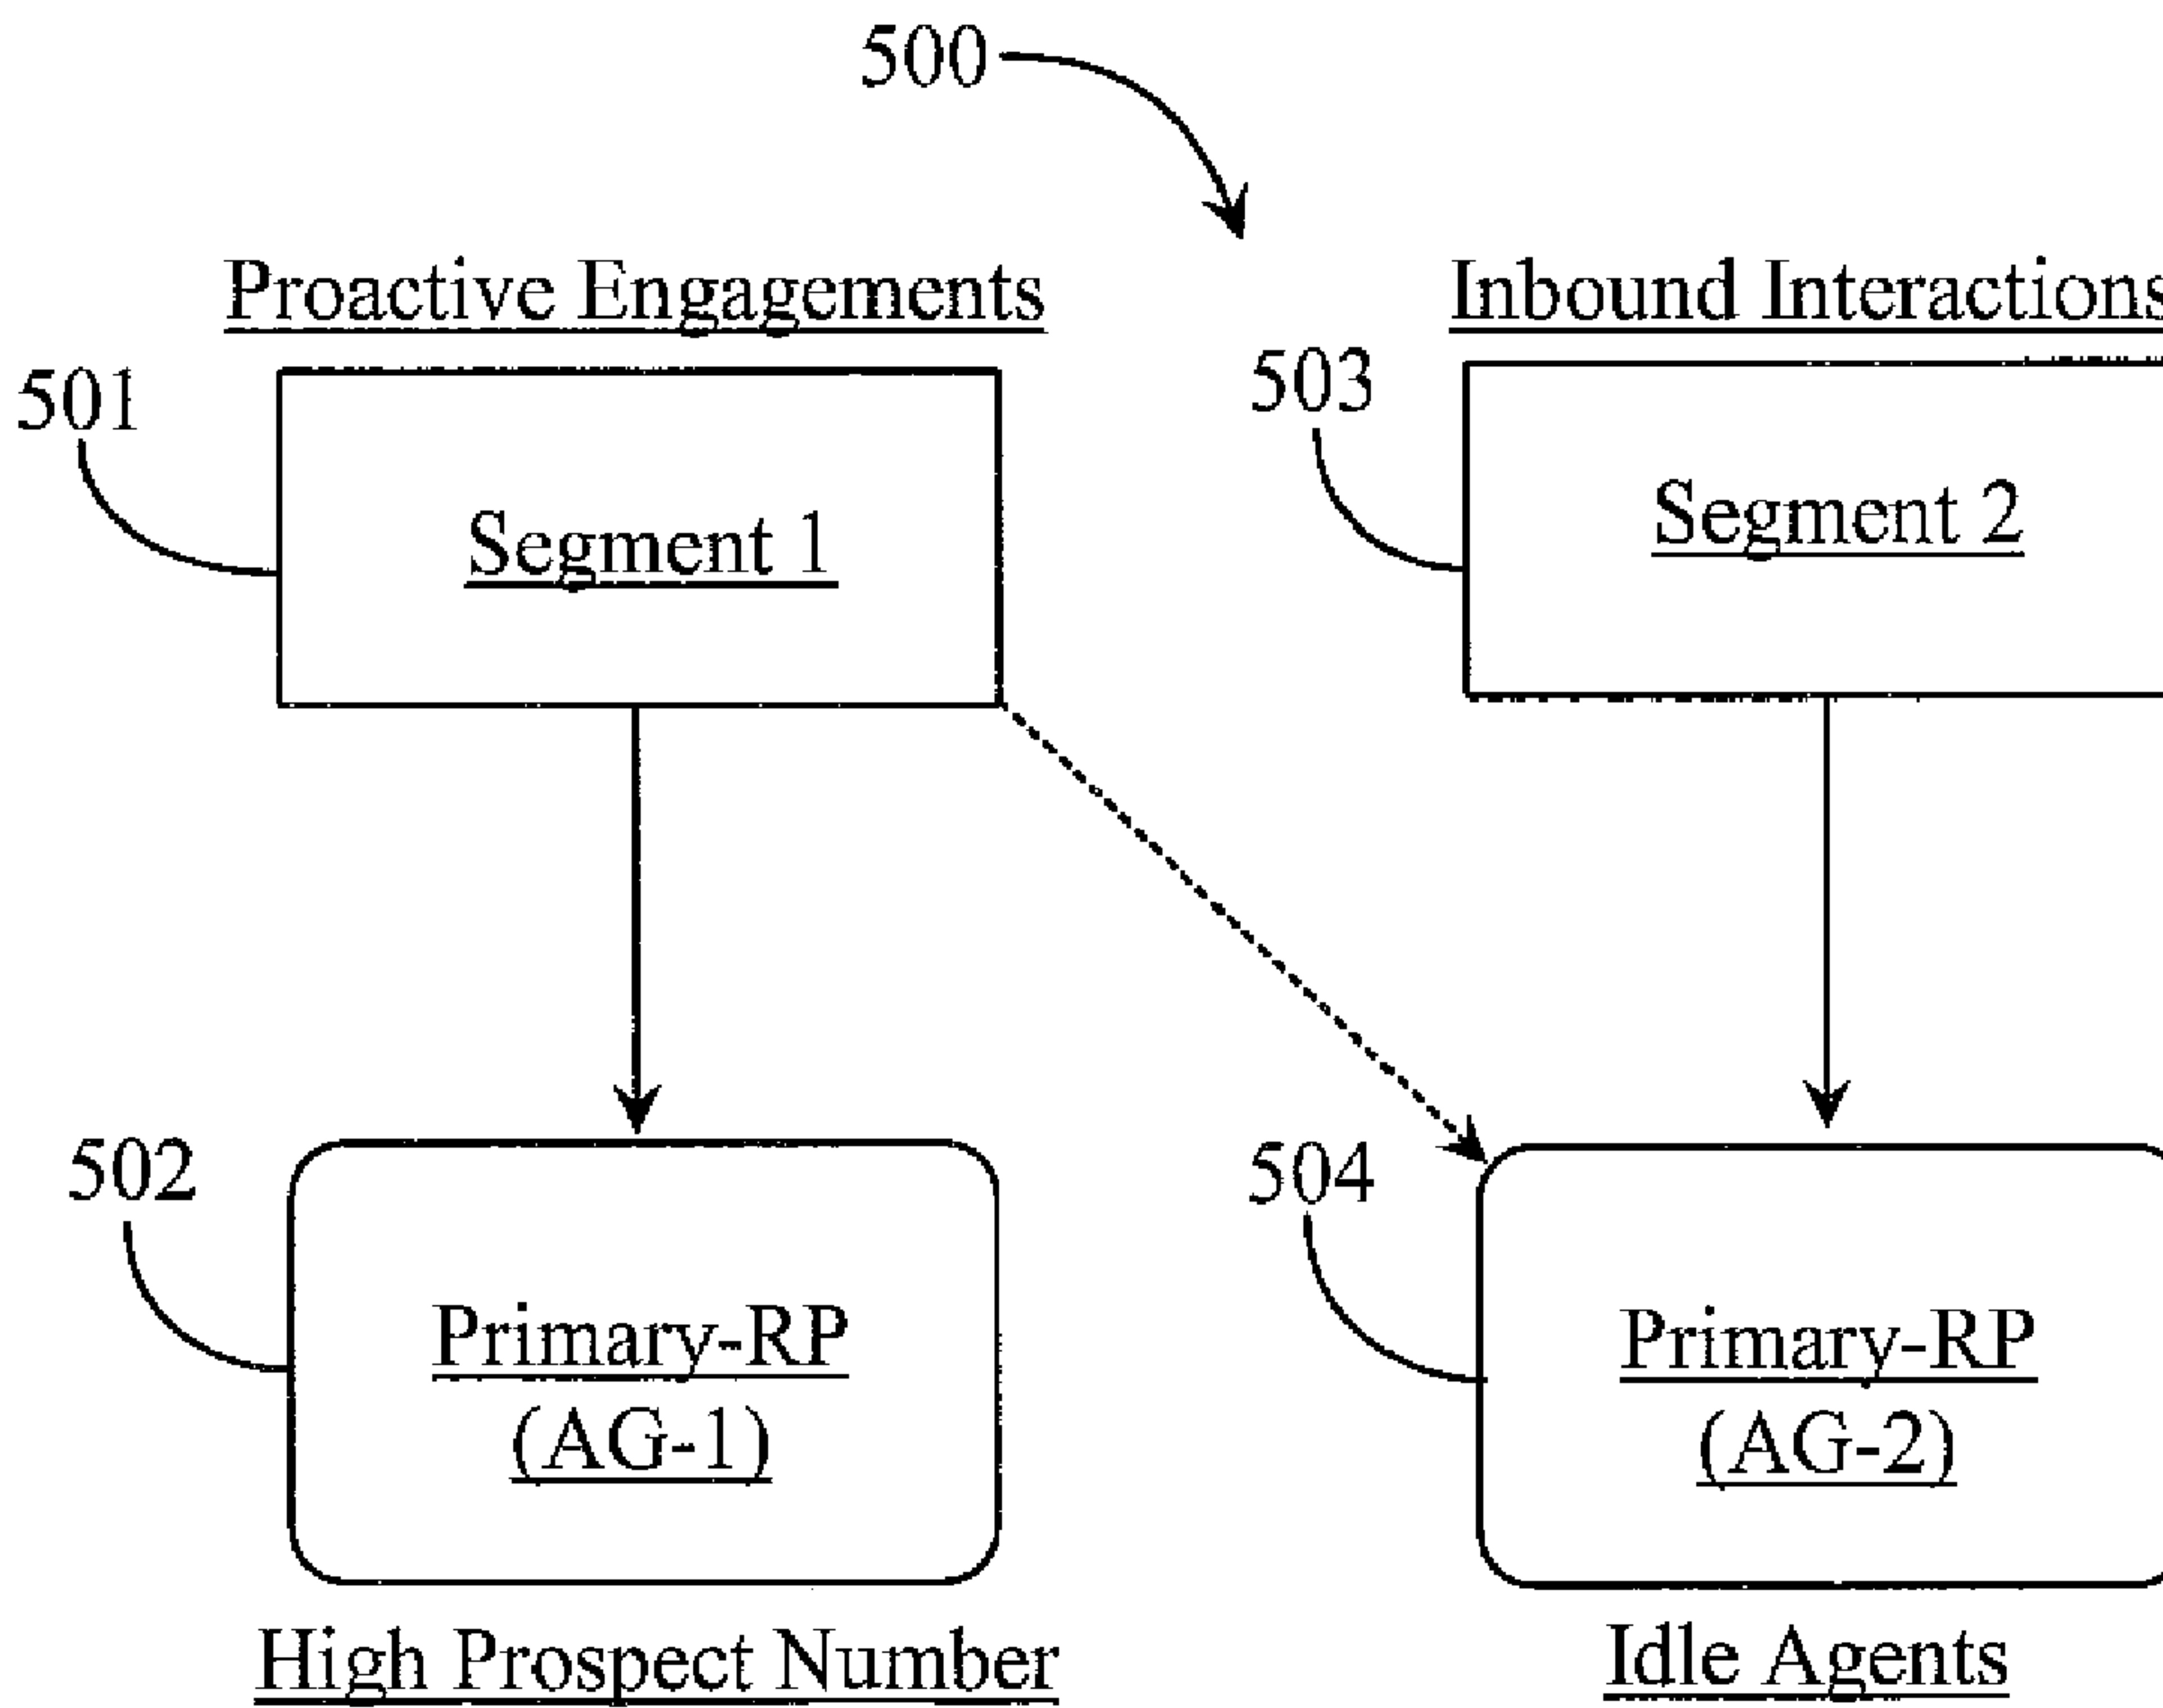 500
Proactive Engagements
Inbound Interactions
501
503
Segment 1
Segment 2
502
504
Primary-RP
(AG-1)
Primary-RP
(AG-2)
High Prospect Number
Idle Agents